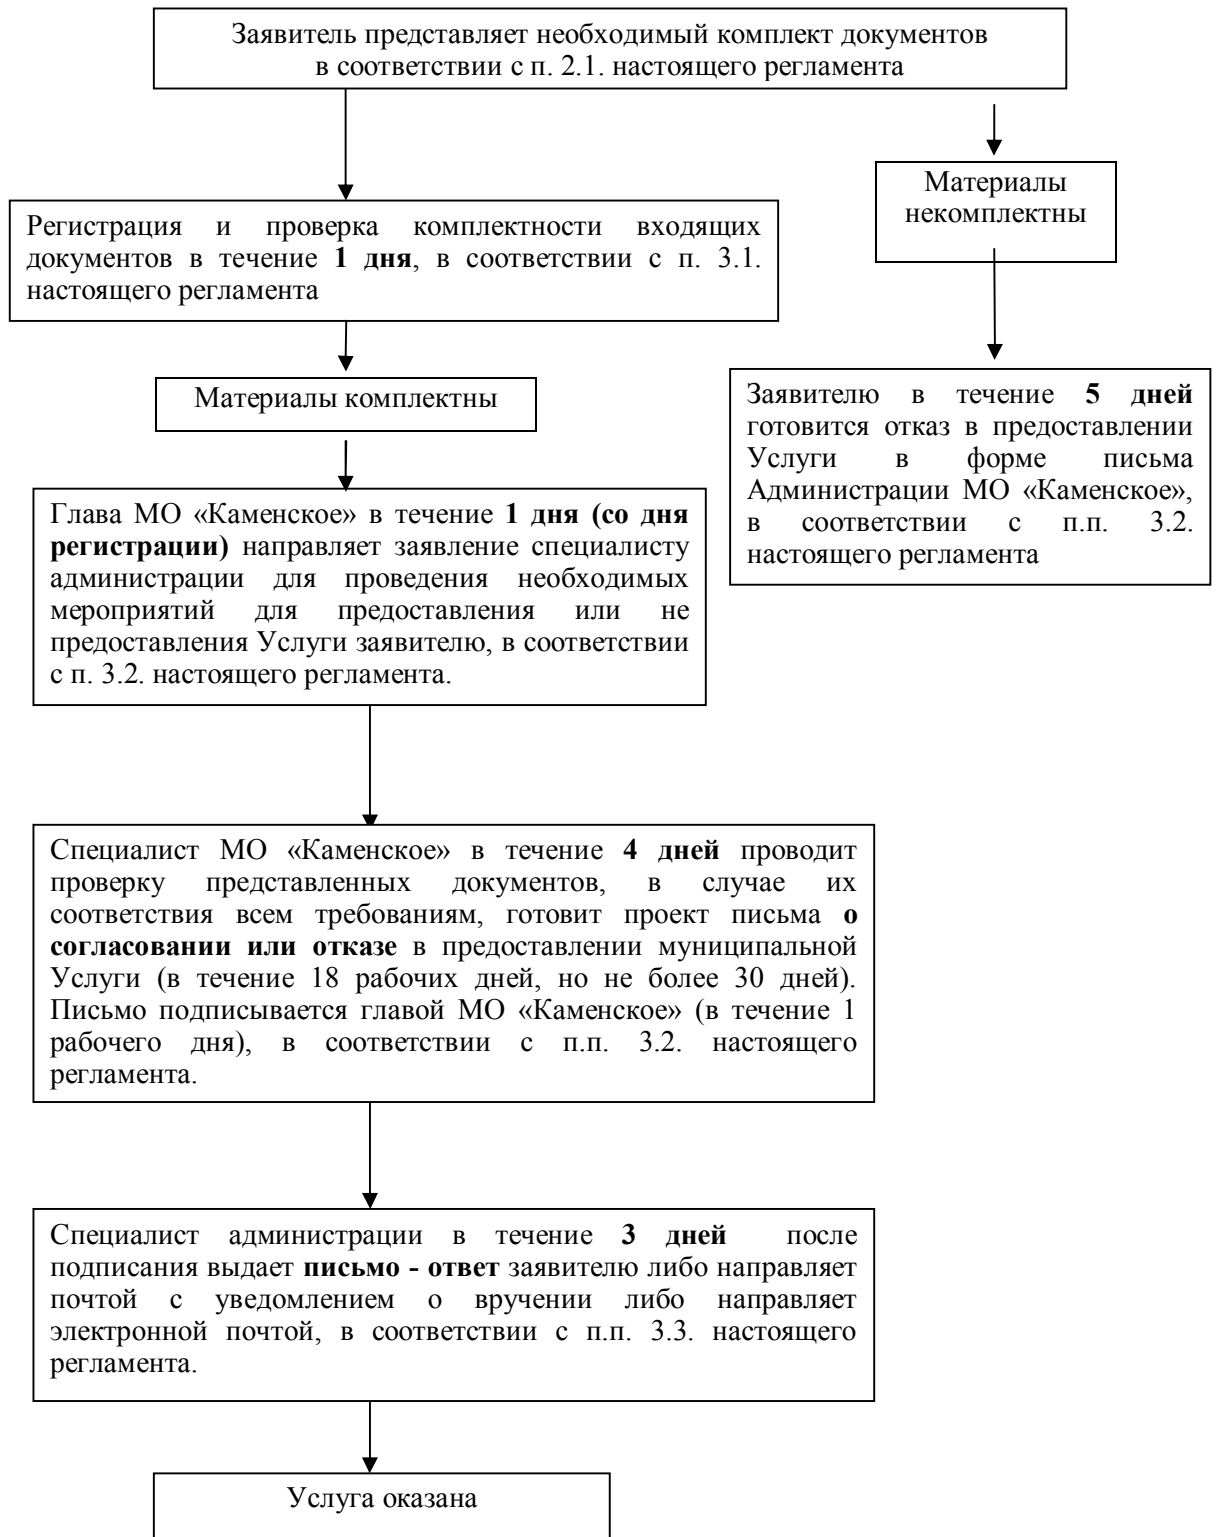 Заявитель представляет необходимый комплект документов
в соответствии с п. 2.1. настоящего регламента
Материалы
некомплектны
Регистрация и проверка комплектности входящих
документов в течение 1 дня, в соответствии с п. 3.1.
настоящего регламента
Материалы комплектны
Заявителю в течение 5 дней
готовится отказ в предоставлении
Услуги в форме письма
Администрации МО «Каменское»,
в соответствии с п.п. 3.2.
настоящего регламента
Глава МО «Каменское» в течение 1 дня (со дня
регистрации) направляет заявление специалисту
администрации для проведения необходимых
мероприятий для предоставления или не
предоставления Услуги заявителю, в соответствии
с п. 3.2. настоящего регламента.
Специалист МО «Каменское» в течение 4 дней проводит
проверку представленных документов, в случае их
соответствия всем требованиям, готовит проект письма о
согласовании или отказе в предоставлении муниципальной
Услуги (в течение 18 рабочих дней, но не более 30 дней).
Письмо подписывается главой МО «Каменское» (в течение 1
рабочего дня), в соответствии с п.п. 3.2. настоящего
регламента.
Специалист администрации в течение 3 дней после
подписания выдает письмо - ответ заявителю либо направляет
почтой с уведомлением о вручении либо направляет
электронной почтой, в соответствии с п.п. 3.3. настоящего
регламента.
Услуга оказана